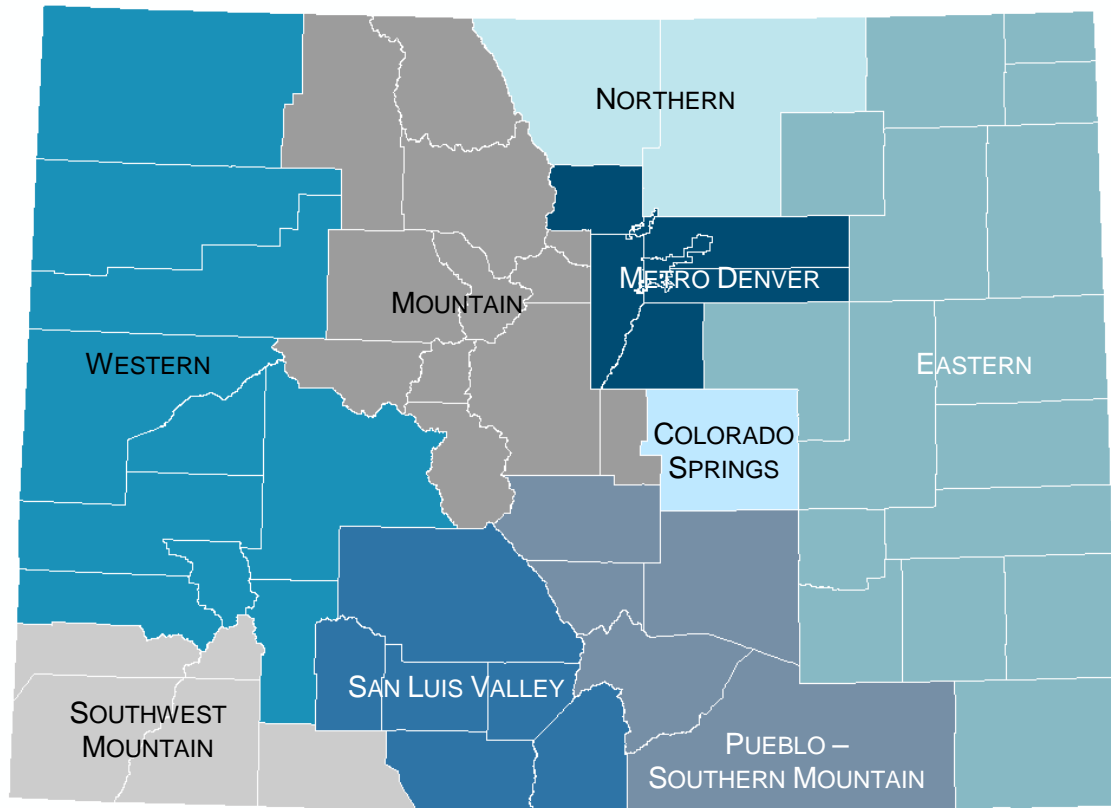 NORTHERN
METRO DENVER
MOUNTAIN
WESTERN
EASTERN
COLORADO
SPRINGS
SAN LUIS VALLEY
SOUTHWEST
MOUNTAIN
PUEBLO –
SOUTHERN MOUNTAIN